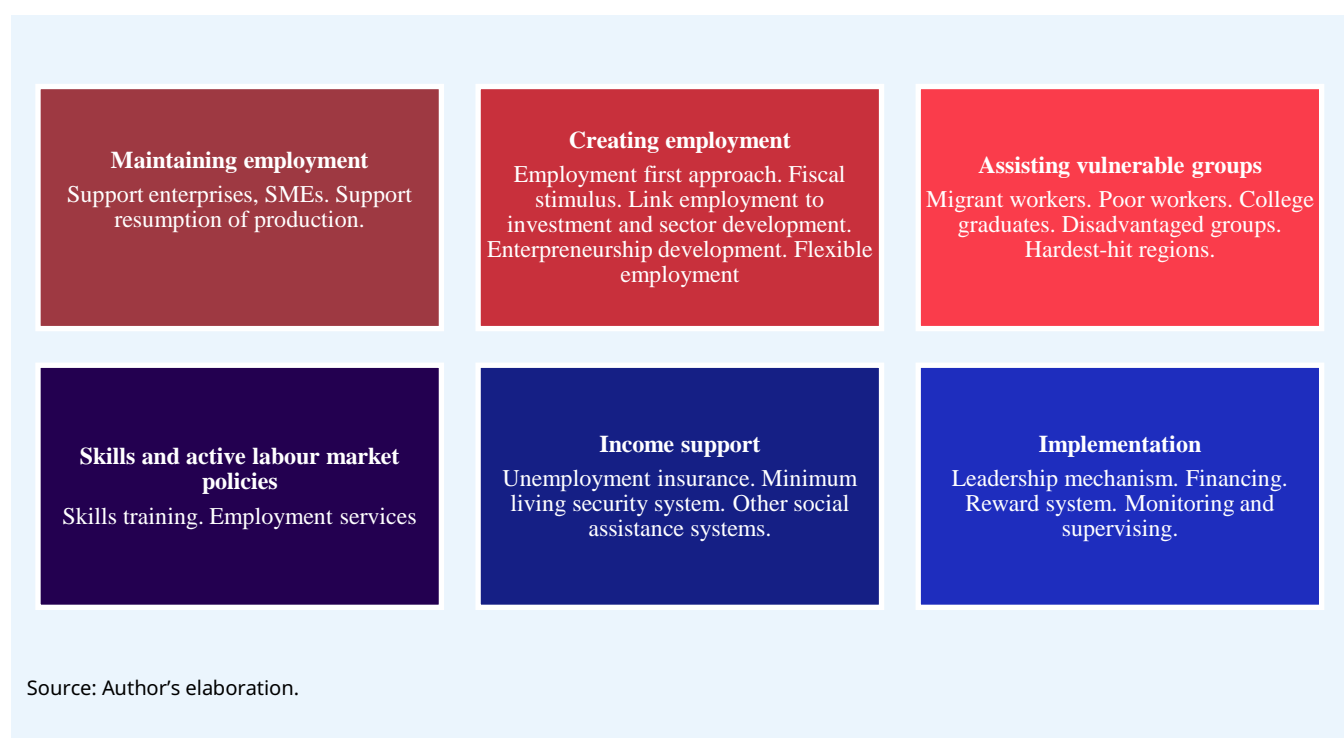 Maintaining employment
Support enterprises, SMEs. Support
resumption of production.
Creating employment
Employment first approach. Fiscal
stimulus. Link employment to
investment and sector development.
Enterpreneurship development. Flexible
employment
Assisting vulnerable groups
Migrant workers. Poor workers. College
graduates. Disadvantaged groups.
Hardest-hit regions.
Skills and active labour market
policies
Skills training. Employment services
Income support
Unemployment insurance. Minimum
living security system. Other social
assistance systems.
Implementation
Leadership mechanism. Financing.
Reward system. Monitoring and
supervising.
Source: Author’s elaboration.